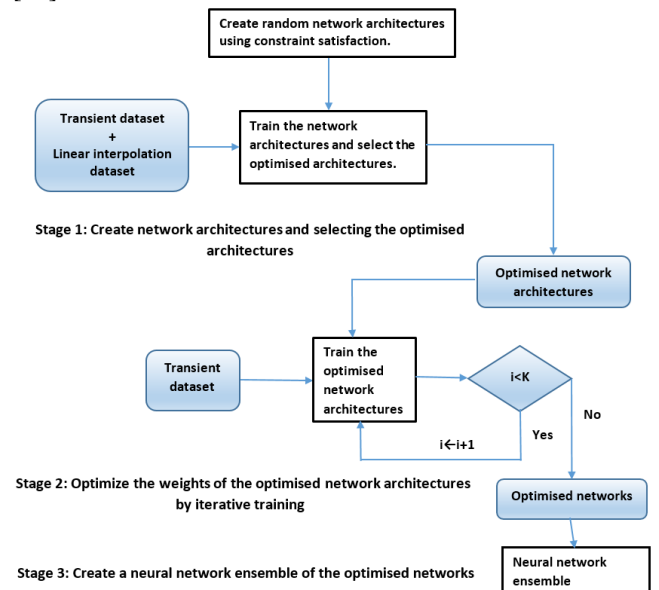 Create random network architectures
using constraint satisfaction.
Transient dataset
+
Linear interpolation
dataset
Train the network
architectures and select the
optimised architectures.
Stage 1: Create network architectures and selecting the optimised
architectures
Optimised network
architectures
Transient
dataset
Train the
optimised
network
architectures
i<K
No
Yes
i←i+1
Stage 2: Optimize the weights of the optimised network architectures
by iterative training
Optimised networks
Stage 3: Create a neural network ensemble of the optimised networks
Neural network
ensemble